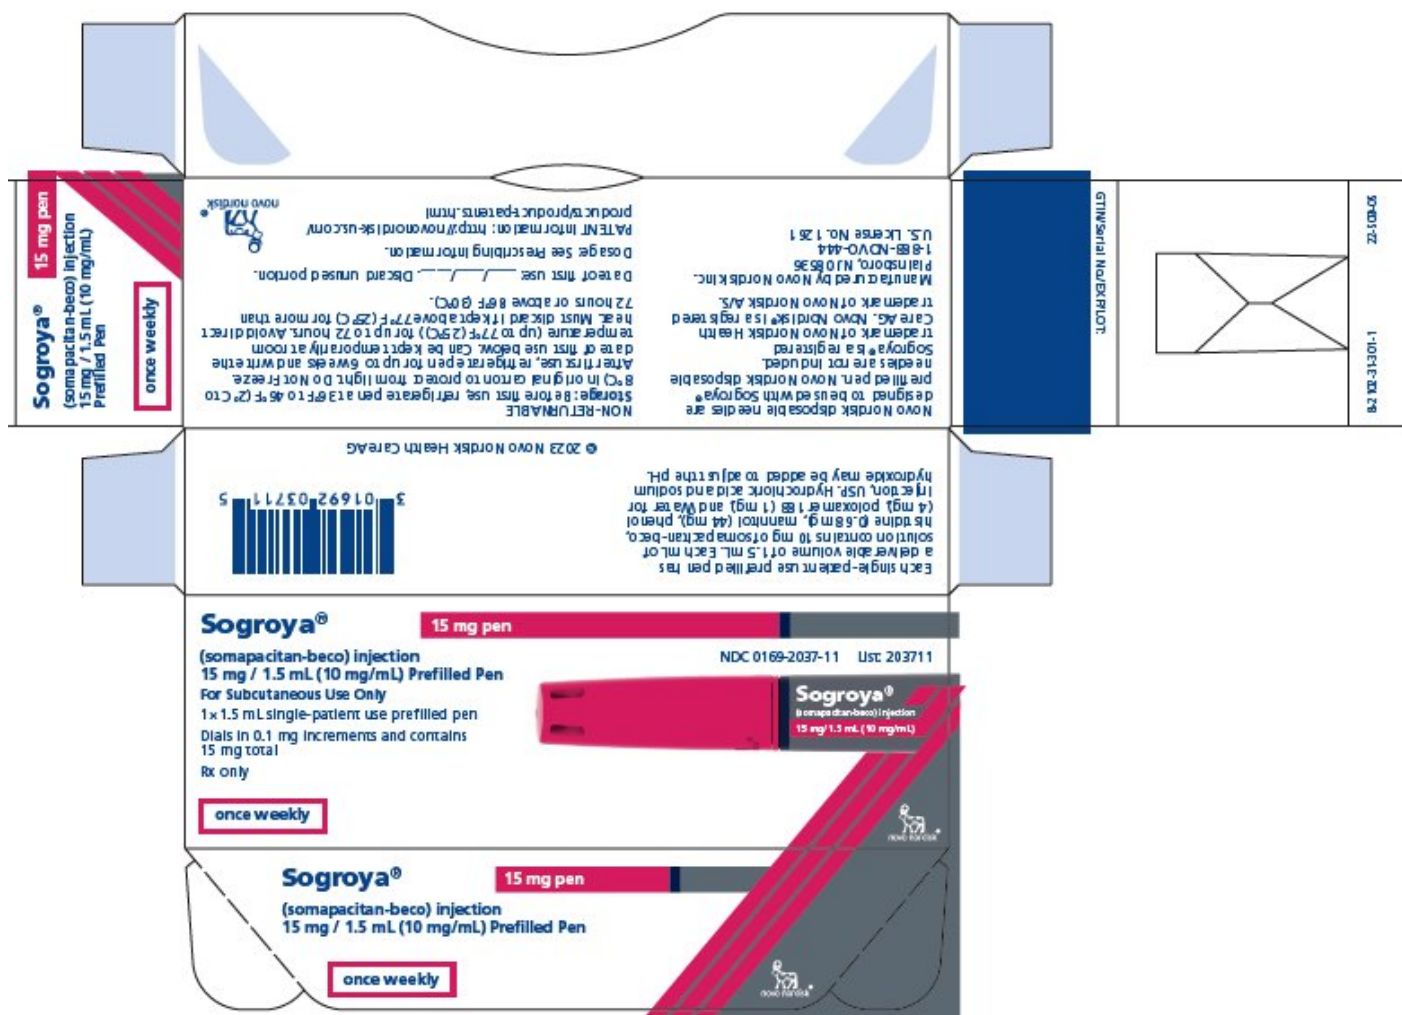 Sogroya® 15 mg pen
(somapacitan-beco) injection
15 mg / 1.5 mL (10 mg/mL)
Prefilled Pen
once weekly
NON-RETURNABLE
Storage: Before first use, refrigerate pen at 36°F to 46°F (2°C to
8°C) in original carton to protect from light. Do Not Freeze.
After first use, refrigerate pen for up to 6 weeks and write the
date of first use below. Can be kept temporarily at room
temperature (up to 77°F (25°C)) for up to 72 hours. Avoid direct
heat. Must discard if kept above 77°F (25°C) for more than
72 hours or above 86°F (30°C).
Date of first use: ___/___/___. Discard unused portion.
Dosage: See Prescribing Information.
PATENT Information: http://novonordisk-us.com/
products/product-patents.html
novo nordisk®
Novo Nordisk disposable needles are
designed to be used with Sogroya®
prefilled pen. Novo Nordisk disposable
needles are not included.
Sogroya® is a registered
trademark of Novo Nordisk Health
Care AG. Novo Nordisk® is a registered
trademark of Novo Nordisk A/S.
Manufactured by Novo Nordisk Inc.
Plainsboro, NJ 08536
1-888-NOVO-444
U.S. License No. 1261
GTIN/Serial No./EXP./LOT:
8-2102-31-301-1
© 2023 Novo Nordisk Health Care AG
3 0169203711 5
Each single-patient use prefilled pen has
a deliverable volume of 1.5 mL. Each mL of
solution contains 10 mg of somapacitan-beco,
histidine (0.68 mg), mannitol (44 mg), phenol
(4 mg), poloxamer 188 (1 mg), and Water for
Injection, USP. Hydrochloric acid and sodium
hydroxide may be added to adjust the pH.
Sogroya® 15 mg pen
(somapacitan-beco) injection
15 mg / 1.5 mL (10 mg/mL) Prefilled Pen
NDC 0169-2037-11 List: 203711
For Subcutaneous Use Only
1 x 1.5 mL single-patient use prefilled pen
Dials in 0.1 mg increments and contains
15 mg total
Rx only
once weekly
Sogroya®
(somapacitan-beco) injection
15 mg/1.5 mL (10 mg/mL)
novo nordisk®
Sogroya® 15 mg pen
(somapacitan-beco) injection
15 mg / 1.5 mL (10 mg/mL) Prefilled Pen
once weekly
novo nordisk®